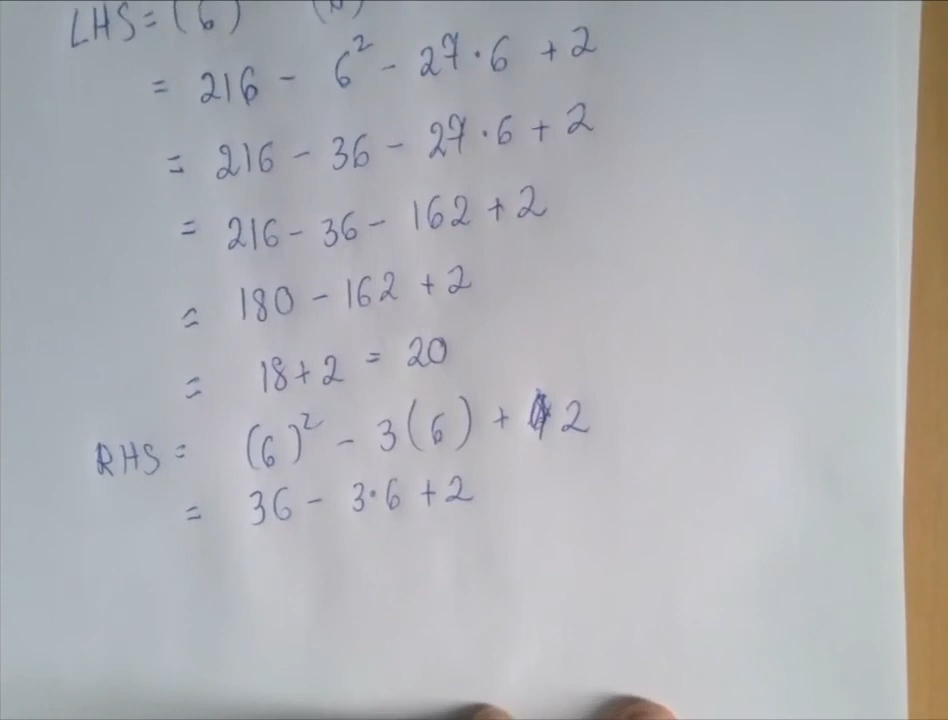 LHS = (6)
= 216 - 6² - 27·6 + 2
= 216 - 36 - 27·6 + 2
= 216 - 36 - 162 + 2
= 180 - 162 + 2
= 18 + 2 = 20
RHS = (6)² - 3(6) + 2
= 36 - 3·6 + 2